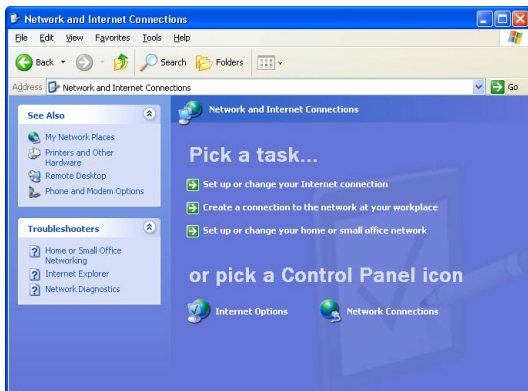 Network and Internet Connections
File Edit View Favorites Tools Help
Back Search Folders
Address Network and Internet Connections Go
See Also
My Network Places
Printers and Other
Hardware
Remote Desktop
Phone and Modem Options
Troubleshooters
Home or Small Office
Networking
Internet Explorer
Network Diagnostics
Network and Internet Connections
Pick a task...
Set up or change your Internet connection
Create a connection to the network at your workplace
Set up or change your home or small office network
or pick a Control Panel icon
Internet Options Network Connections